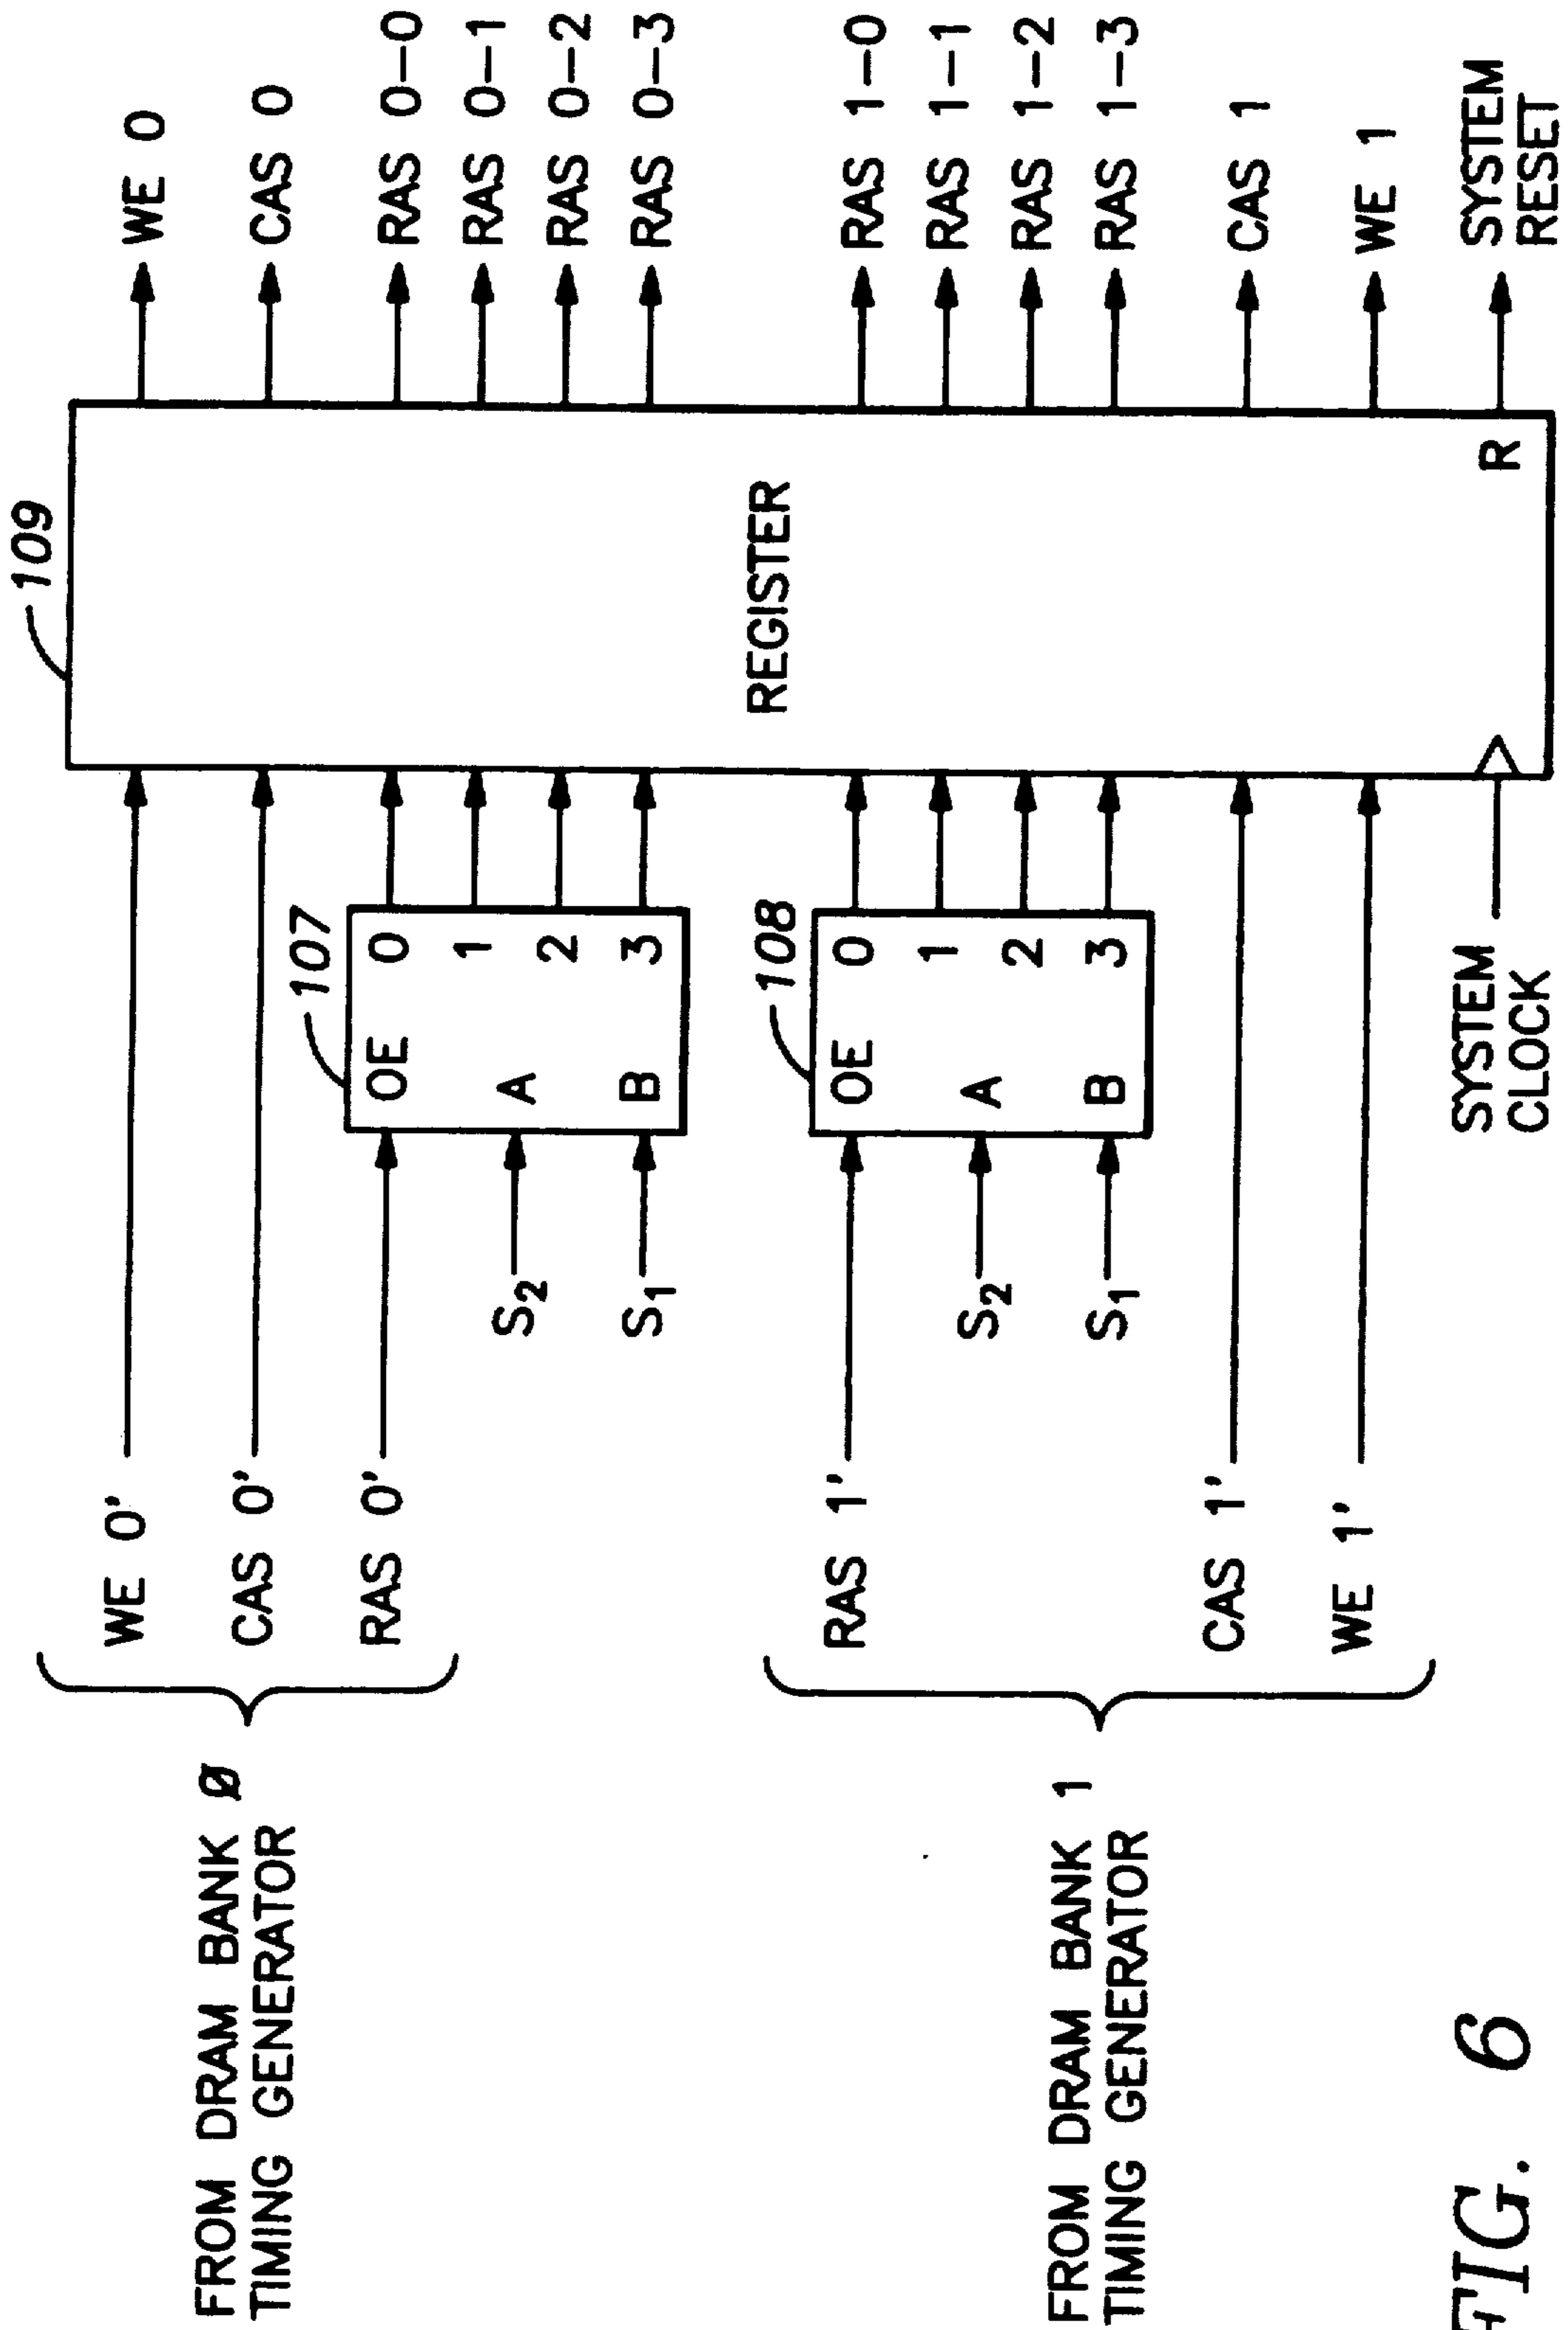 109
WE 0' WE 0
CAS 0' CAS 0
107
RAS 0' OE 0 RAS 0–0
1 RAS 0–1
S2 A 2 RAS 0–2
S1 B 3 RAS 0–3
FROM DRAM BANK 0
TIMING GENERATOR
REGISTER
108
RAS 1' OE 0 RAS 1–0
1 RAS 1–1
S2 A 2 RAS 1–2
S1 B 3 RAS 1–3
FROM DRAM BANK 1
TIMING GENERATOR
CAS 1' CAS 1
WE 1' WE 1
SYSTEM
CLOCK
R
SYSTEM
RESET
FIG. 6